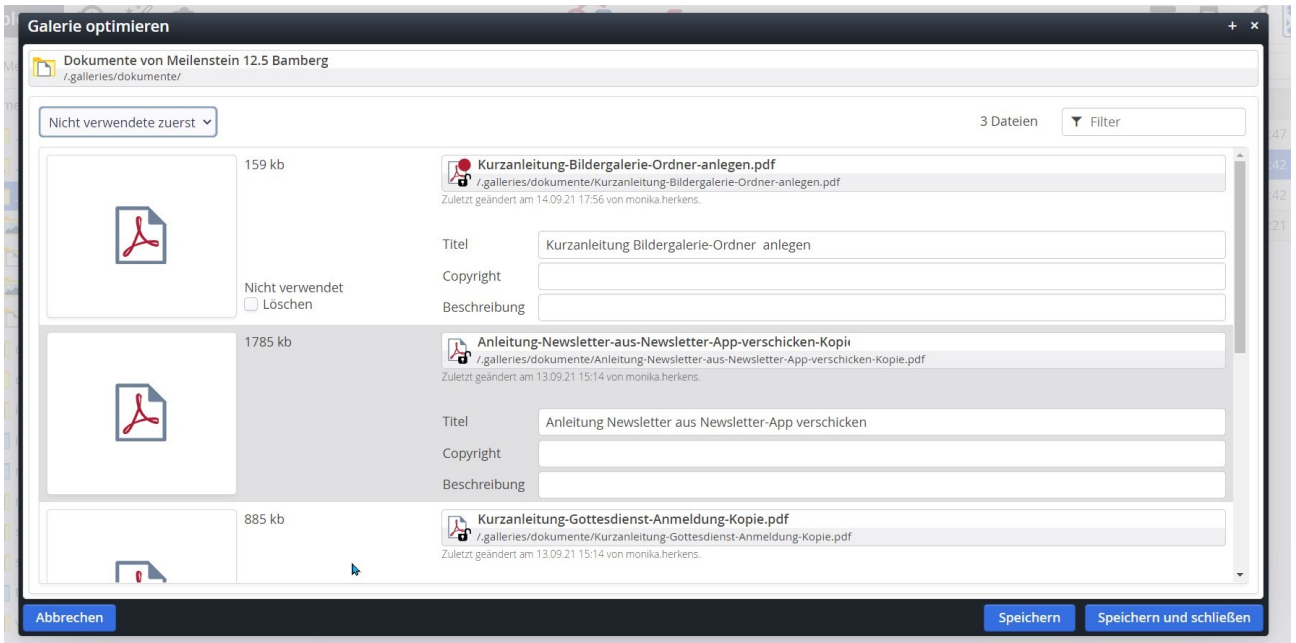 Galerie optimieren
Dokumente von Meilenstein 12.5 Bamberg
/.galleries/dokumente/
Nicht verwendete zuerst
3 Dateien
Filter
159 kb
Kurzanleitung-Bildergalerie-Ordner-anlegen.pdf
/.galleries/dokumente/Kurzanleitung-Bildergalerie-Ordner-anlegen.pdf
Zuletzt geändert am 14.09.21 17:56 von monika.herkens.
Titel
Kurzanleitung Bildergalerie-Ordner  anlegen
Copyright
Nicht verwendet
Löschen
Beschreibung
1785 kb
Anleitung-Newsletter-aus-Newsletter-App-verschicken-Kopie
/.galleries/dokumente/Anleitung-Newsletter-aus-Newsletter-App-verschicken-Kopie.pdf
Zuletzt geändert am 13.09.21 15:14 von monika.herkens.
Titel
Anleitung Newsletter aus Newsletter-App verschicken
Copyright
Beschreibung
885 kb
Kurzanleitung-Gottesdienst-Anmeldung-Kopie.pdf
/.galleries/dokumente/Kurzanleitung-Gottesdienst-Anmeldung-Kopie.pdf
Zuletzt geändert am 13.09.21 15:14 von monika.herkens.
Abbrechen
Speichern
Speichern und schließen